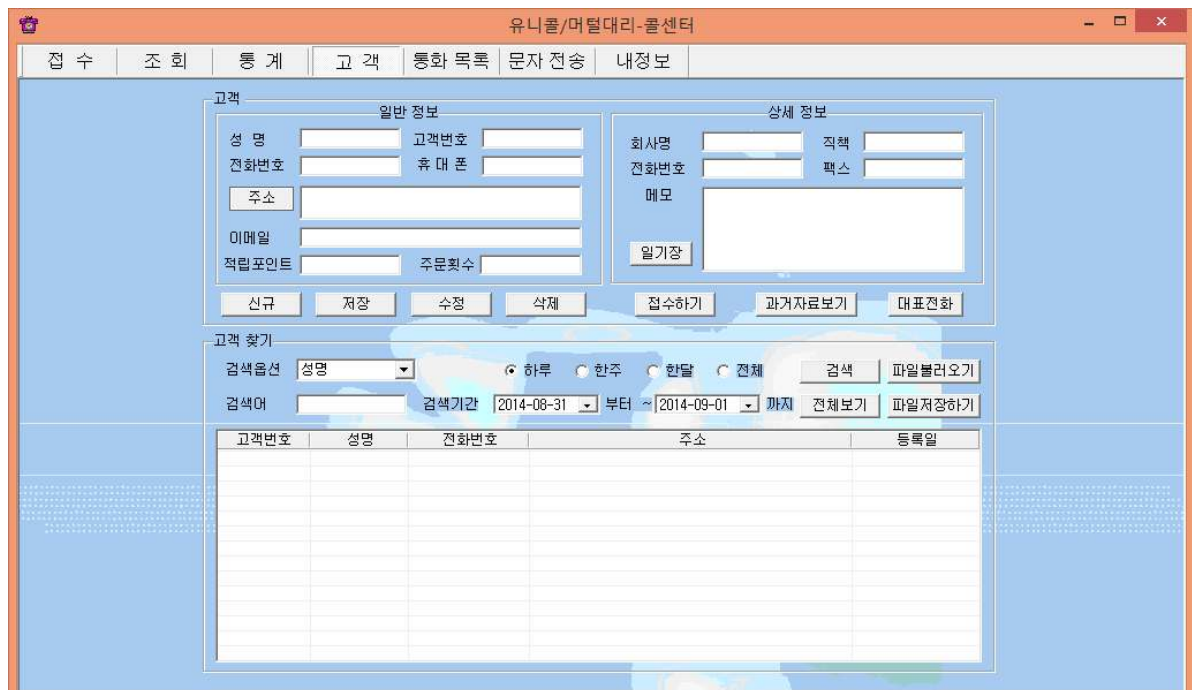 유니콜/머털대리-콜센터
접 수 조 회 통 계 고 객 통화 목록 문자 전송 내정보
고객
일반 정보 상세 정보
성 명 고객번호 회사명 직책
전화번호 휴 대 폰 전화번호 팩스
주소 메모
이메일 일기장
적립포인트 주문횟수
신규 저장 수정 삭제 접수하기 과거자료보기 대표전화
고객 찾기
검색옵션 성명 하루 한주 한달 전체 검색 파일불러오기
검색어 검색기간 2014-08-31 부터 ~ 2014-09-01 까지 전체보기 파일저장하기
고객번호 성명 전화번호 주소 등록일